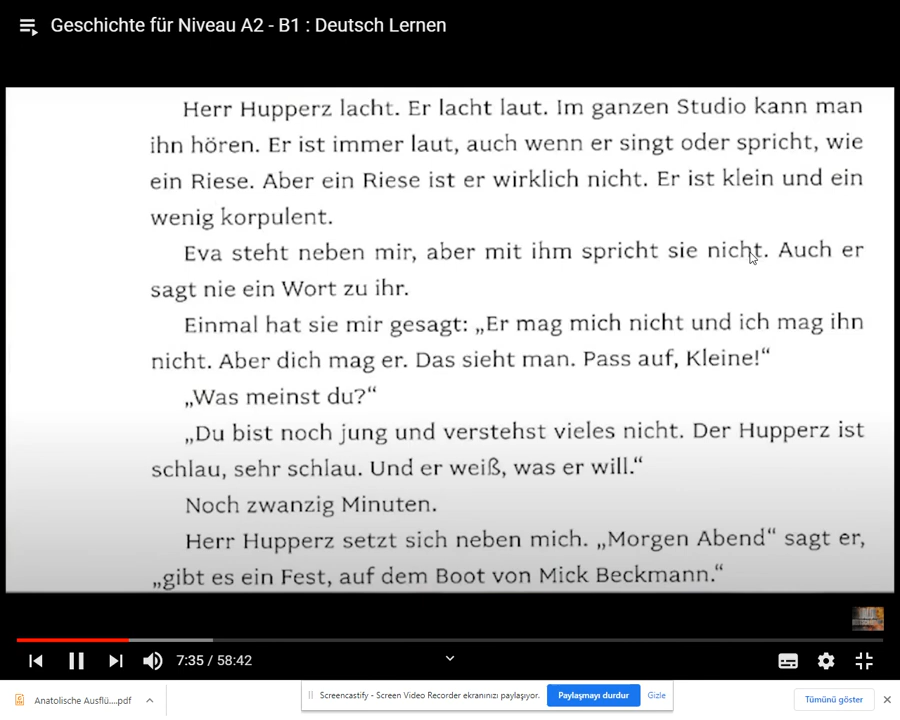 Geschichte für Niveau A2 - B1 : Deutsch Lernen
Herr Hupperz lacht. Er lacht laut. Im ganzen Studio kann man
ihn hören. Er ist immer laut, auch wenn er singt oder spricht, wie
ein Riese. Aber ein Riese ist er wirklich nicht. Er ist klein und ein
wenig korpulent.
Eva steht neben mir, aber mit ihm spricht sie nicht. Auch er
sagt nie ein Wort zu ihr.
Einmal hat sie mir gesagt: „Er mag mich nicht und ich mag ihn
nicht. Aber dich mag er. Das sieht man. Pass auf, Kleine!“
„Was meinst du?“
„Du bist noch jung und verstehst vieles nicht. Der Hupperz ist
schlau, sehr schlau. Und er weiß, was er will.“
Noch zwanzig Minuten.
Herr Hupperz setzt sich neben mich. „Morgen Abend“ sagt er,
„gibt es ein Fest, auf dem Boot von Mick Beckmann.“
7:35 / 58:42
Anatolische Ausflü....pdf
Screencastify - Screen Video Recorder ekranınızı paylaşıyor.
Paylaşmayı durdur
Gizle
Tümünü göster